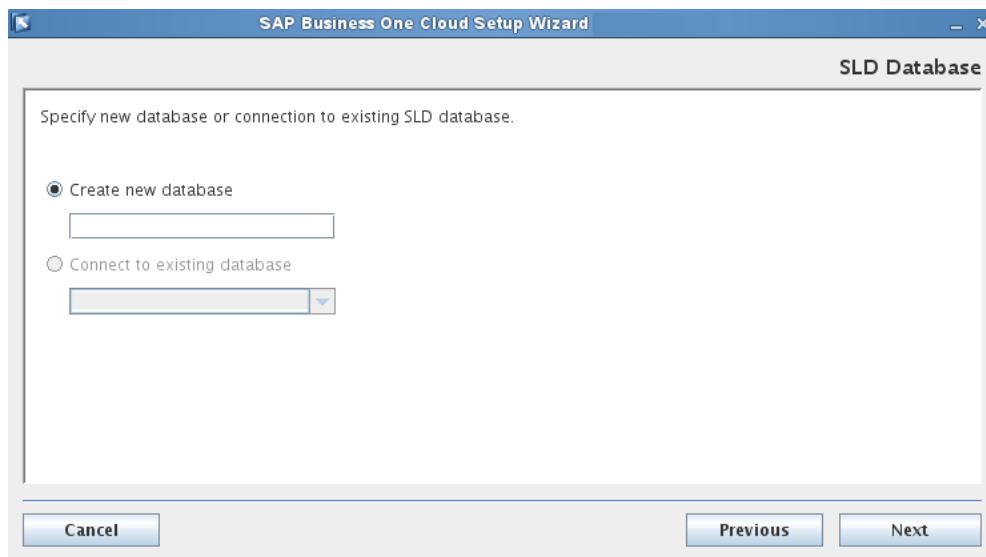 SAP Business One Cloud Setup Wizard
SLD Database
Specify new database or connection to existing SLD database.
Create new database
Connect to existing database
Cancel
Previous
Next